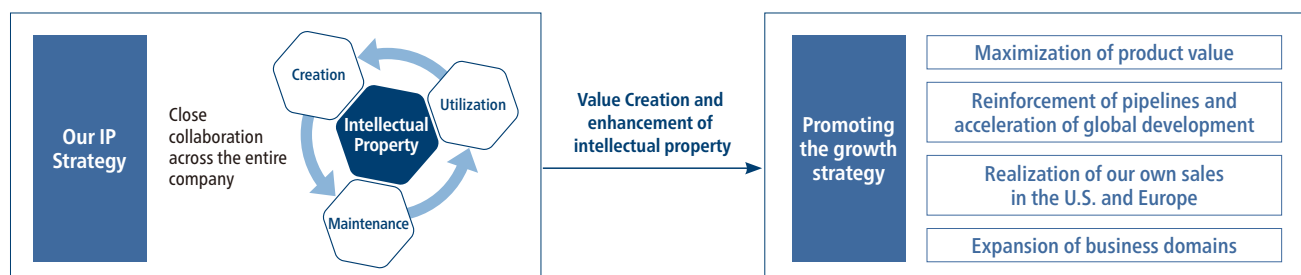 Our IP
Strategy
Close
collaboration
across the entire
company
Creation
Utilization
Intellectual
Property
Maintenance
Value Creation and
enhancement of
intellectual property
Promoting
the growth
strategy
Maximization of product value
Reinforcement of pipelines and
acceleration of global development
Realization of our own sales
in the U.S. and Europe
Expansion of business domains